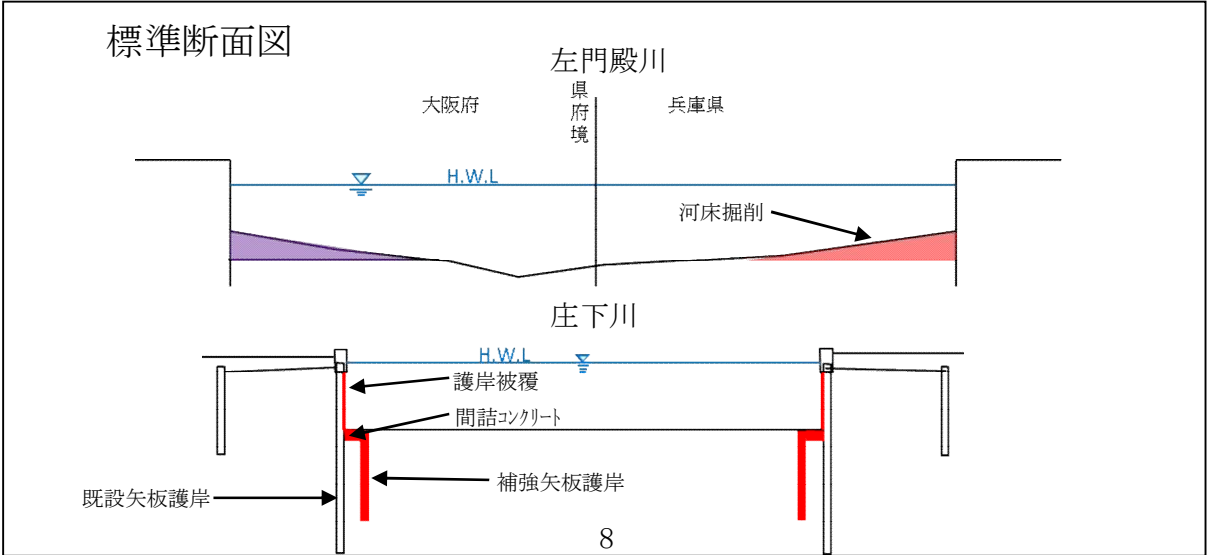 標準断面図
左門殿川
大阪府
県府境
兵庫県
H.W.L
河床掘削
庄下川
H.W.L
護岸被覆
間詰ｺﾝｸﾘｰﾄ
補強矢板護岸
既設矢板護岸
8